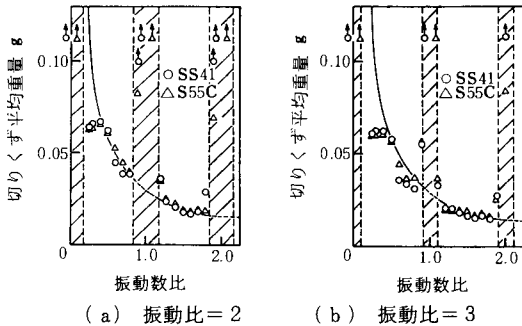 a
切りくず平均重量 g
0.10
0.05
0
1.0
2.0
振動数比
○ SS41
△ S55C
( a ) 振動比=2
b
切りくず平均重量 g
0.10
0.05
0
1.0
2.0
振動数比
○ SS41
△ S55C
( b ) 振動比=3